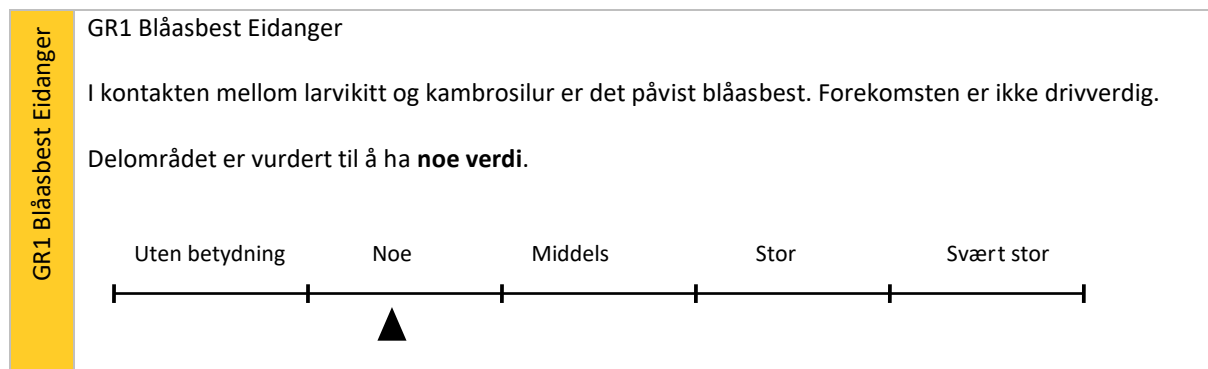 GR1 Blåasbest Eidanger
GR1 Blåasbest Eidanger
I kontakten mellom larvikitt og kambrosilur er det påvist blåasbest. Forekomsten er ikke drivverdig.
Delområdet er vurdert til å ha noe verdi.
Uten betydning Noe Middels Stor Svært stor